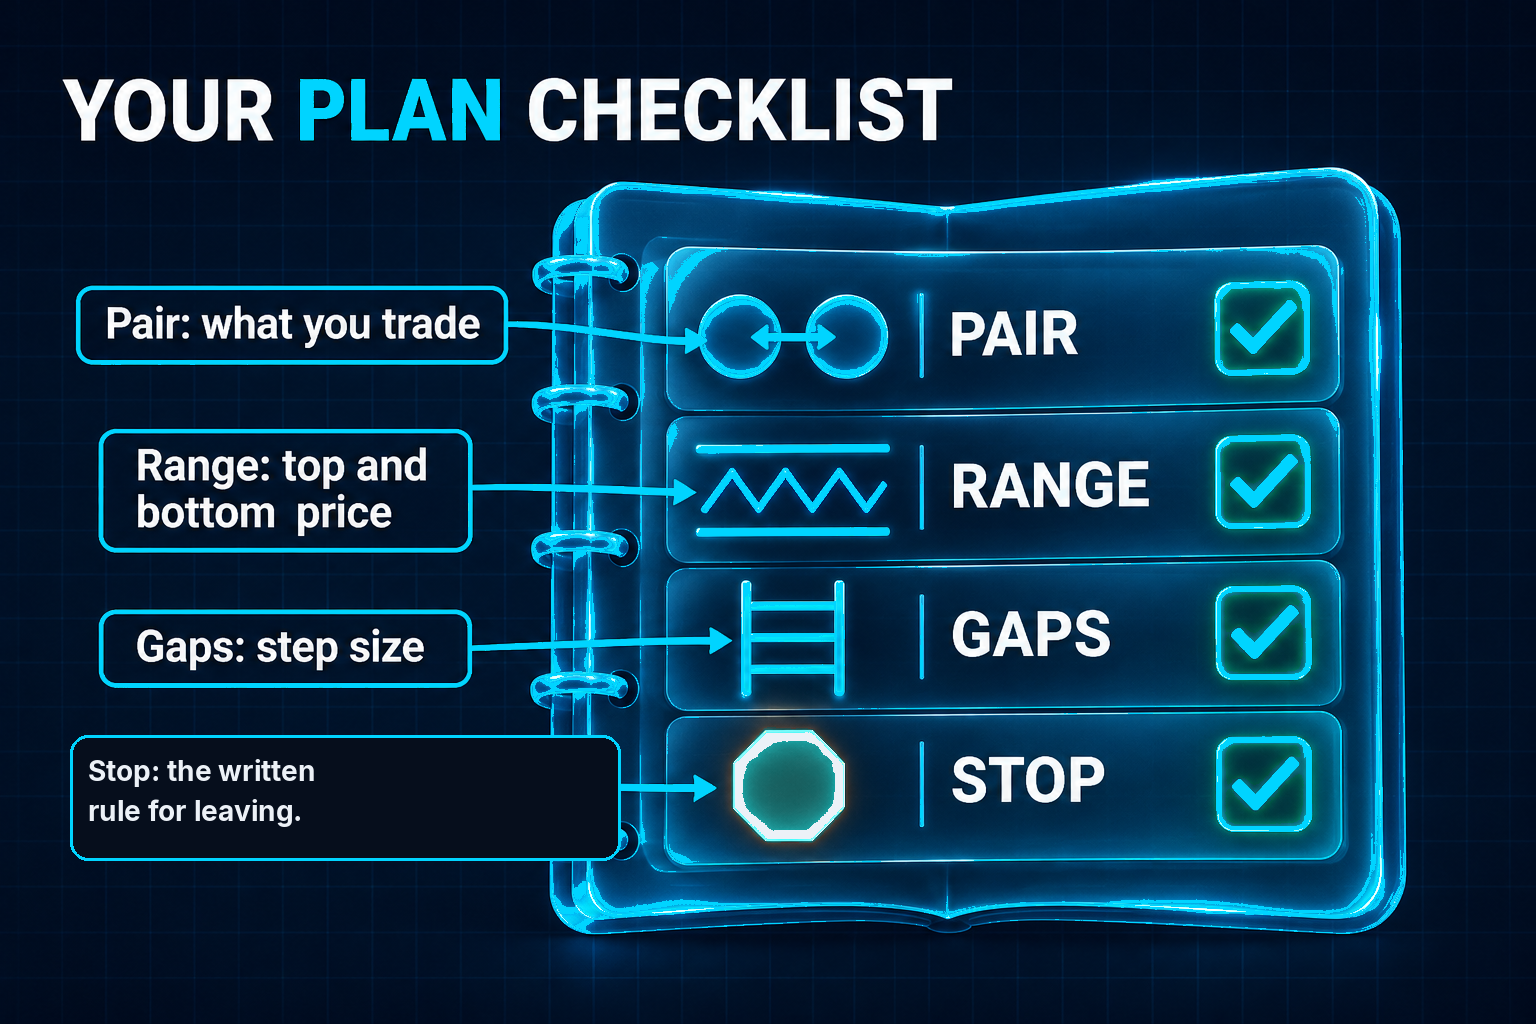 YOUR PLAN CHECKLIST
Pair: what you trade
PAIR
Range: top and
bottom price
RANGE
Gaps: step size
GAPS
Stop: the written
rule for leaving.
STOP